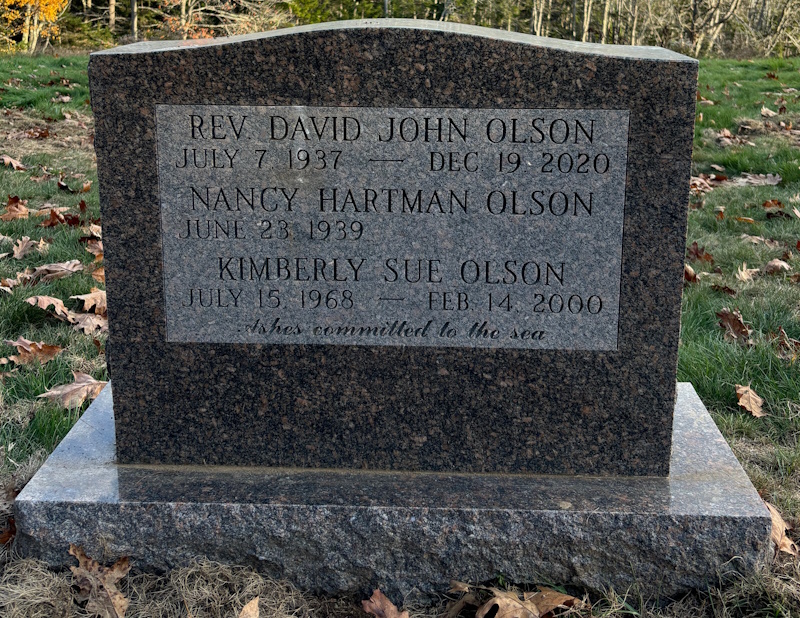 REV. DAVID JOHN OLSON
JULY 7, 1937 — DEC. 19, 2020
NANCY HARTMAN OLSON
JUNE 23, 1939
KIMBERLY SUE OLSON
JULY 15, 1968 — FEB. 14, 2000
Ashes committed to the sea